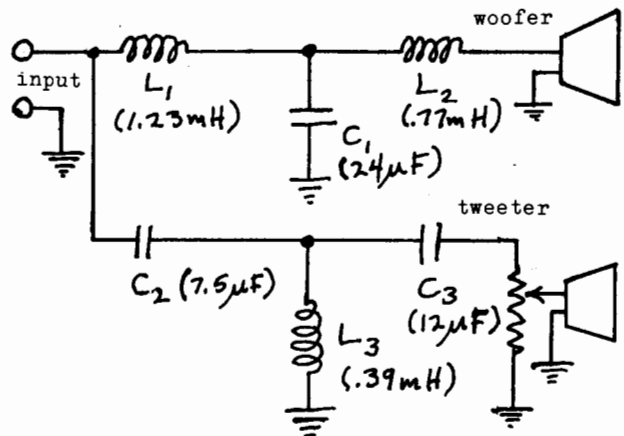 woofer
input
L₁
(1.23mH)
L₂
(.77mH)
C₁
(24µF)
tweeter
C₂ (7.5µF)
C₃
(12µF)
L₃
(.39mH)